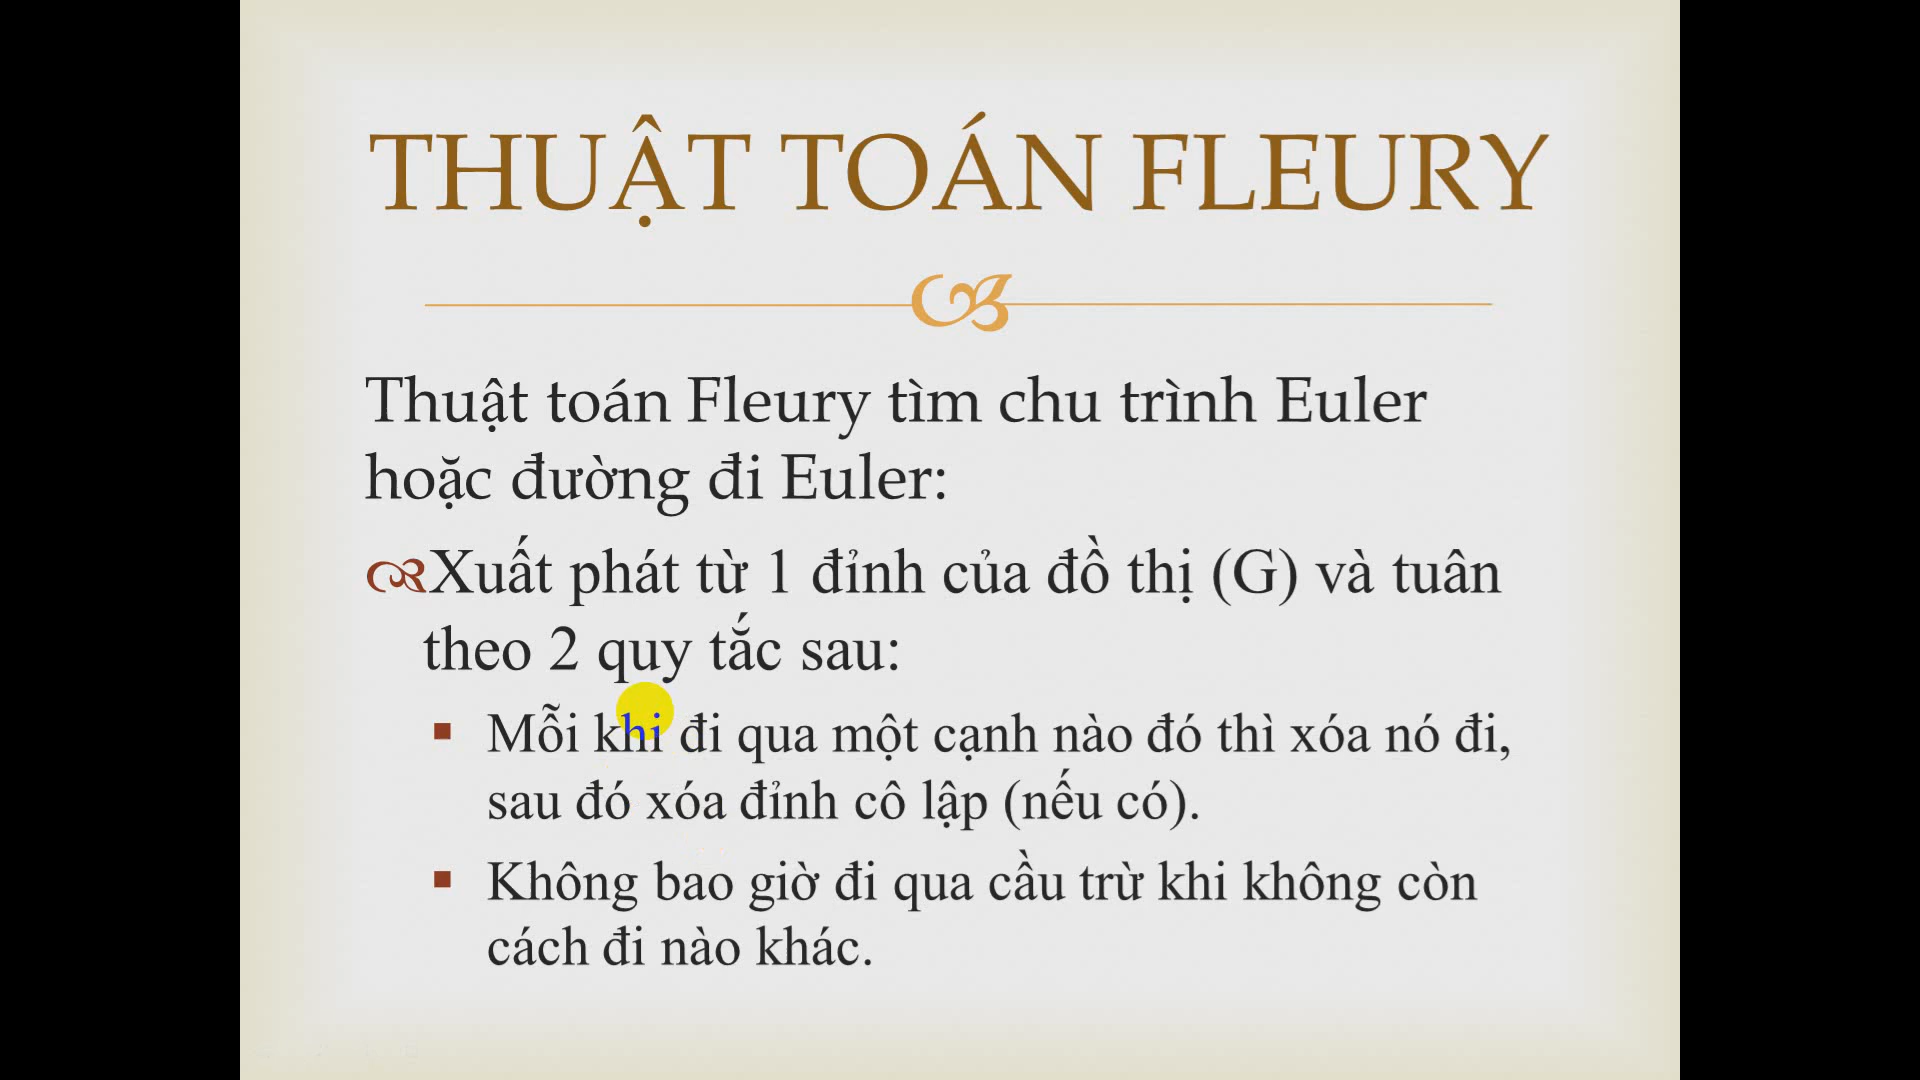 THUẬT TOÁN FLEURY
Thuật toán Fleury tìm chu trình Euler
hoặc đường đi Euler:
Xuất phát từ 1 đỉnh của đồ thị (G) và tuân
theo 2 quy tắc sau:
Mỗi khi đi qua một cạnh nào đó thì xóa nó đi,
sau đó xóa đỉnh cô lập (nếu có).
Không bao giờ đi qua cầu trừ khi không còn
cách đi nào khác.